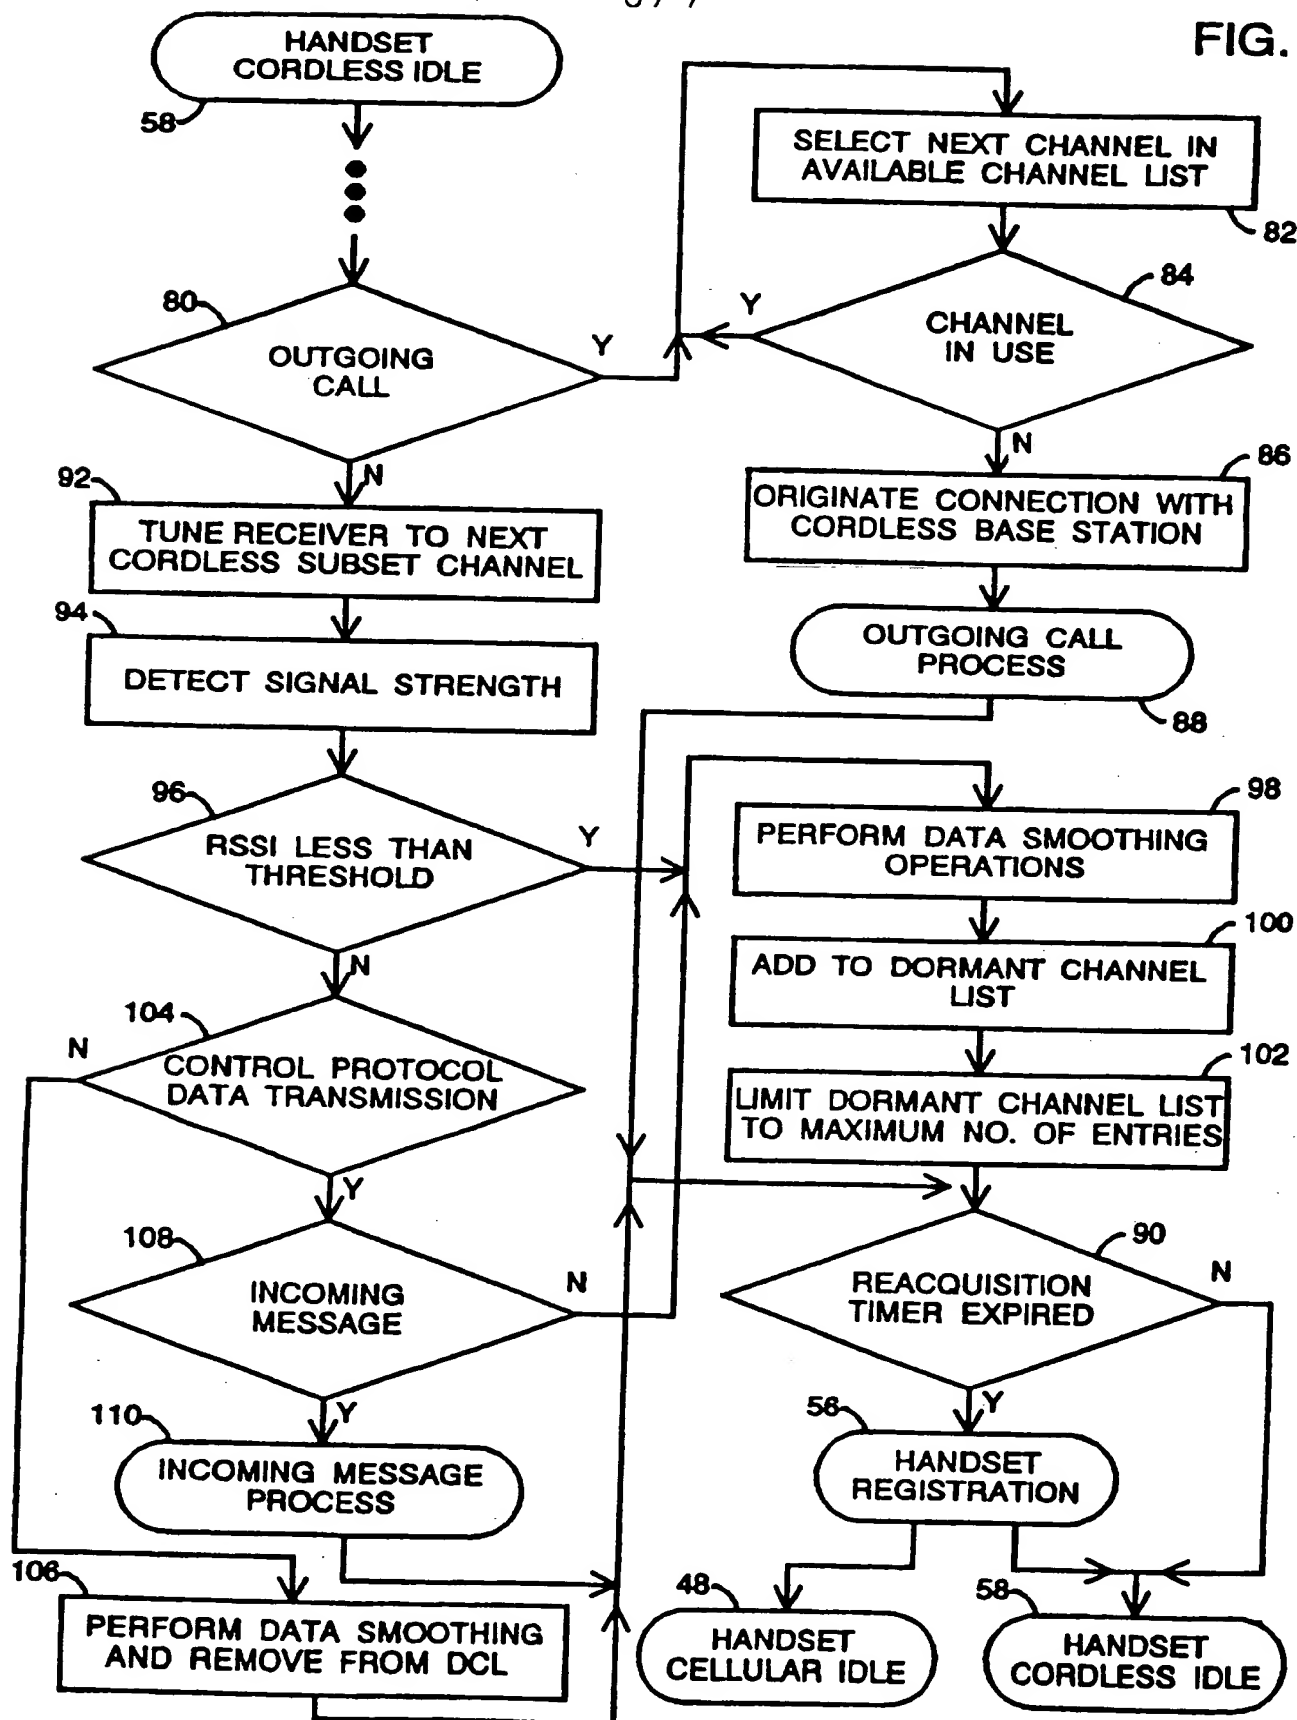 FIG.
HANDSET
CORDLESS IDLE
58
SELECT NEXT CHANNEL IN
AVAILABLE CHANNEL LIST
82
80
OUTGOING
CALL
Y
84
CHANNEL
IN USE
Y
N
N
86
ORIGINATE CONNECTION WITH
CORDLESS BASE STATION
92
TUNE RECEIVER TO NEXT
CORDLESS SUBSET CHANNEL
94
DETECT SIGNAL STRENGTH
OUTGOING CALL
PROCESS
88
96
RSSI LESS THAN
THRESHOLD
Y
N
98
PERFORM DATA SMOOTHING
OPERATIONS
100
ADD TO DORMANT CHANNEL
LIST
102
LIMIT DORMANT CHANNEL LIST
TO MAXIMUM NO. OF ENTRIES
104
N
CONTROL PROTOCOL
DATA TRANSMISSION
Y
108
INCOMING
MESSAGE
N
Y
90
REACQUISITION
TIMER EXPIRED
N
Y
110
INCOMING MESSAGE
PROCESS
56
HANDSET
REGISTRATION
106
PERFORM DATA SMOOTHING
AND REMOVE FROM DCL
48
HANDSET
CELLULAR IDLE
58
HANDSET
CORDLESS IDLE